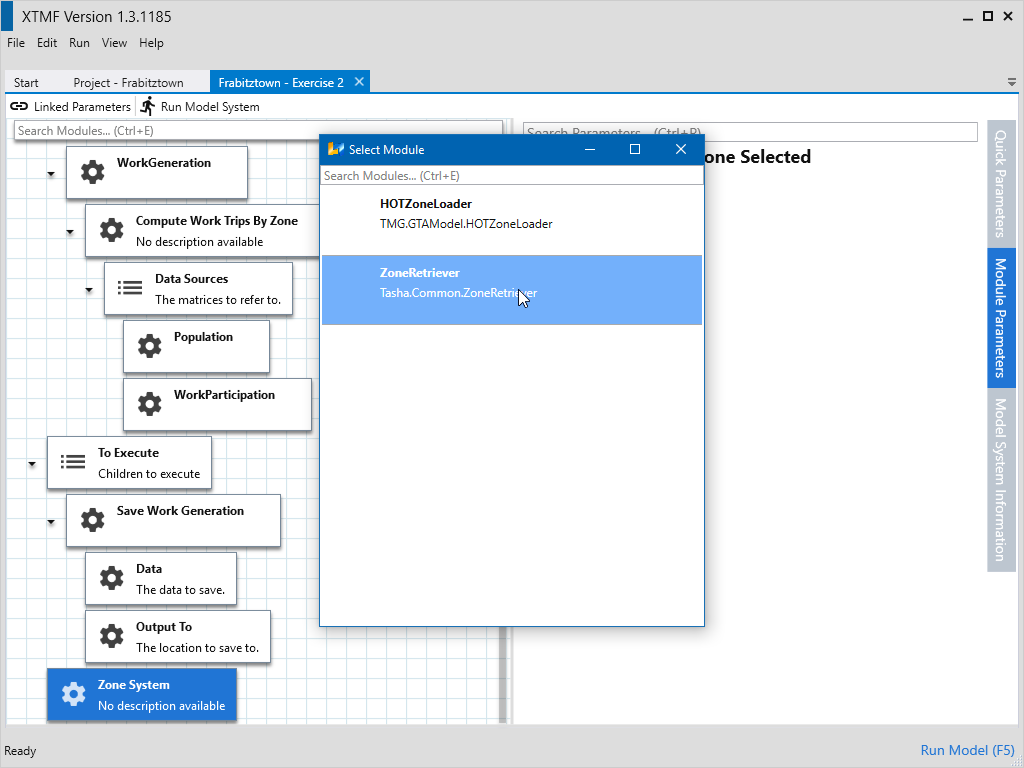 XTMF Version 1.3.1185
File Edit Run View Help
Start Project - Frabitztown Frabitztown - Exercise 2
Linked Parameters Run Model System
Search Modules... (Ctrl+E)
WorkGeneration
Compute Work Trips By Zone
No description available
Data Sources
The matrices to refer to.
Population
WorkParticipation
To Execute
Children to execute
Save Work Generation
Data
The data to save.
Output To
The location to save to.
Zone System
No description available
Select Module
Search Modules... (Ctrl+E)
HOTZoneLoader
TMG.GTAModel.HOTZoneLoader
ZoneRetriever
Tasha.Common.ZoneRetriever
Search Parameters... (Ctrl+P)
one Selected
Quick Parameters
Module Parameters
Model System Information
Ready
Run Model (F5)